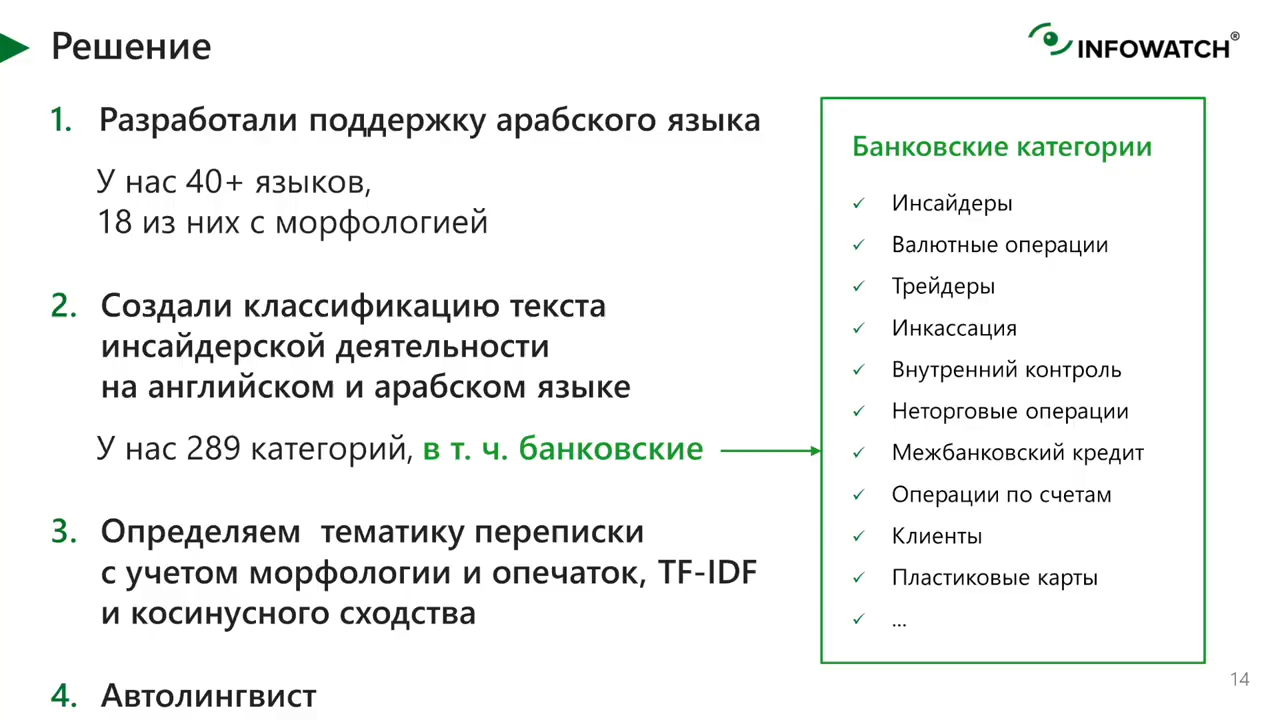 Решение
INFOWATCH®
1. Разработали поддержку арабского языка
У нас 40+ языков,
18 из них с морфологией
2. Создали классификацию текста
инсайдерской деятельности
на английском и арабском языке
У нас 289 категорий, в т. ч. банковские
3. Определяем тематику переписки
с учетом морфологии и опечаток, TF-IDF
и косинусного сходства
4. Автолингвист
Банковские категории
✓ Инсайдеры
✓ Валютные операции
✓ Трейдеры
✓ Инкассация
✓ Внутренний контроль
✓ Неторговые операции
✓ Межбанковский кредит
✓ Операции по счетам
✓ Клиенты
✓ Пластиковые карты
✓ ...
14